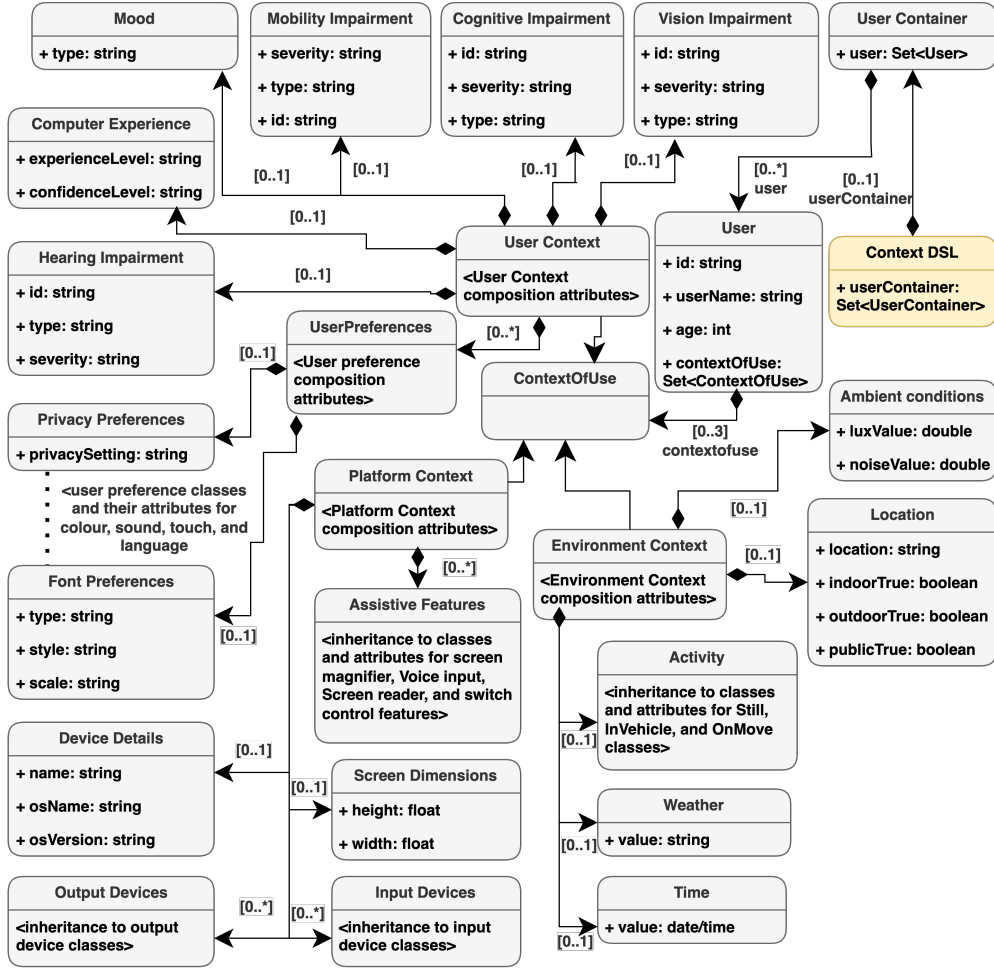 Mood
+ type: string
Mobility Impairment
+ severity: string
+ type: string
+ id: string
Cognitive Impairment
+ id: string
+ severity: string
+ type: string
Vision Impairment
+ id: string
+ severity: string
+ type: string
User Container
+ user: Set<User>
Computer Experience
+ experienceLevel: string
+ confidenceLevel: string
[0..1]
[0..1]
[0..1]
[0..1]
[0..*]
user
[0..1]
userContainer
[0..1]
User Context
<User Context
composition attributes>
User
+ id: string
+ userName: string
+ age: int
+ contextOfUse:
Set<ContextOfUse>
Context DSL
+ userContainer:
Set<UserContainer>
Hearing Impairment
+ id: string
+ type: string
+ severity: string
[0..1]
UserPreferences
<User preference
composition
attributes>
[0..*]
[0..1]
ContextOfUse
Privacy Preferences
+ privacySetting: string
<user preference classes
and their attributes for
colour, sound, touch, and
language
[0..3]
contextofuse
Ambient conditions
+ luxValue: double
+ noiseValue: double
Platform Context
<Platform Context
composition attributes>
[0..1]
Location
+ location: string
+ indoorTrue: boolean
+ outdoorTrue: boolean
+ publicTrue: boolean
Environment Context
<Environment Context
composition attributes>
[0..1]
[0..*]
Font Preferences
+ type: string
+ style: string
+ scale: string
[0..1]
Assistive Features
<inheritance to classes
and attributes for screen
magnifier, Voice input,
Screen reader, and switch
control features>
Activity
<inheritance to classes
and attributes for Still,
InVehicle, and OnMove
classes>
[0..1]
Device Details
+ name: string
+ osName: string
+ osVersion: string
[0..1]
[0..1]
Screen Dimensions
+ height: float
+ width: float
Weather
+ value: string
[0..1]
Output Devices
<inheritance to output
device classes>
[0..*]
[0..*]
Input Devices
<inheritance to input
device classes>
Time
+ value: date/time
[0..1]